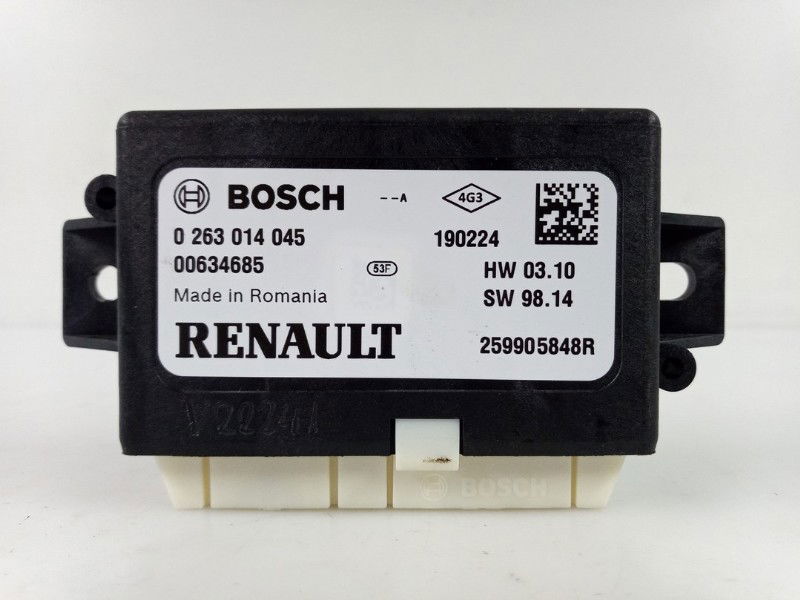 BOSCH --A 4G3
0 263 014 045 190224
00634685 53F HW 03.10
Made in Romania SW 98.14
RENAULT 259905848R
BOSCH